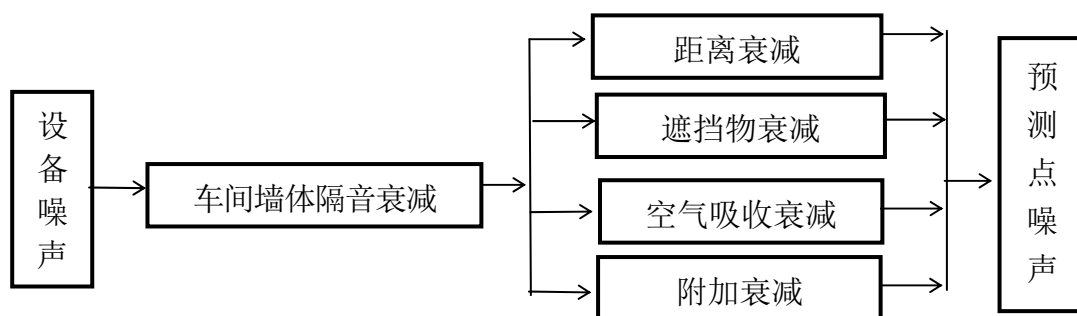 设备噪声
车间墙体隔音衰减
距离衰减
遮挡物衰减
空气吸收衰减
附加衰减
预测点噪声